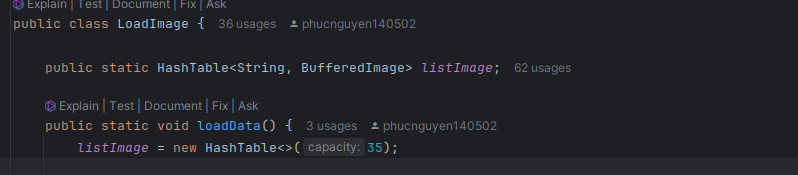 Explain | Test | Document | Fix | Ask
public class LoadImage { 36 usages phucnguyen140502
public static HashTable<String, BufferedImage> listImage; 62 usages
Explain | Test | Document | Fix | Ask
public static void loadData() { 3 usages phucnguyen140502
listImage = new HashTable<>( capacity: 35);